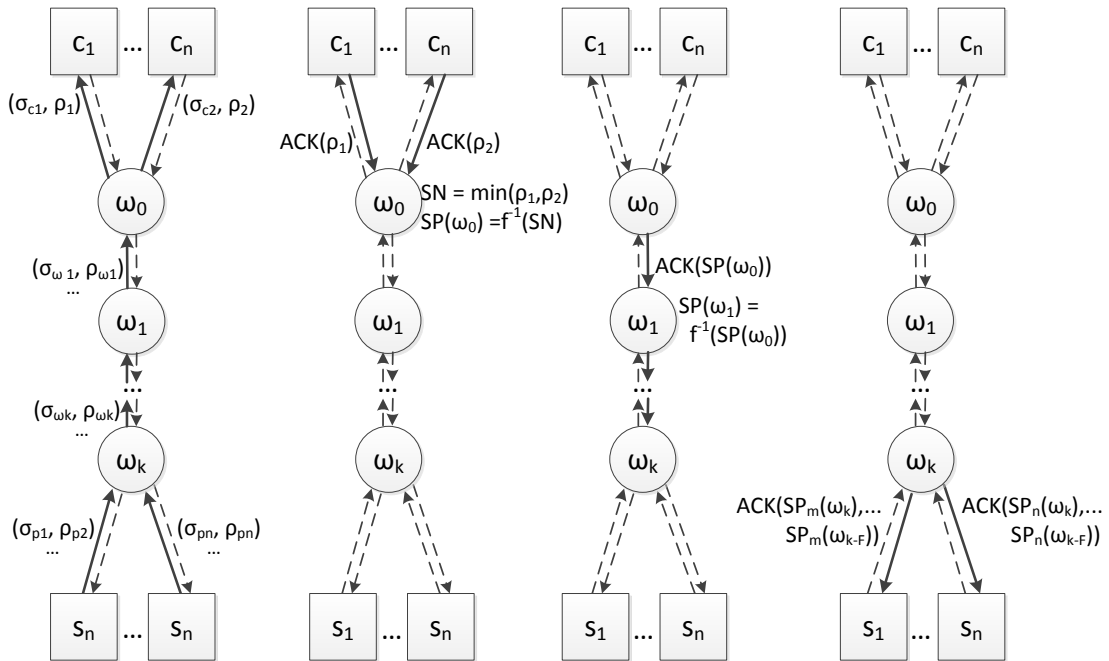 c1 ... cn
(σc1, ρ1)
(σc2, ρ2)
ω0
(σω 1, ρω1)
...
ω1
...
(σωk, ρωk)
...
ωk
(σp1, ρp2)
...
(σpn, ρpn)
...
sn ... sn
c1 ... cn
ACK(ρ1)
ACK(ρ2)
ω0
SN = min(ρ1,ρ2)
SP(ω0) =f-1(SN)
ω1
...
ωk
s1 ... sn
c1 ... cn
ω0
ACK(SP(ω0))
ω1
SP(ω1) =
f-1(SP(ω0))
...
ωk
s1 ... sn
c1 ... cn
ω0
ω1
...
ωk
ACK(SPm(ωk),...
SPm(ωk-F))
ACK(SPn(ωk),...
SPn(ωk-F))
s1 ... sn